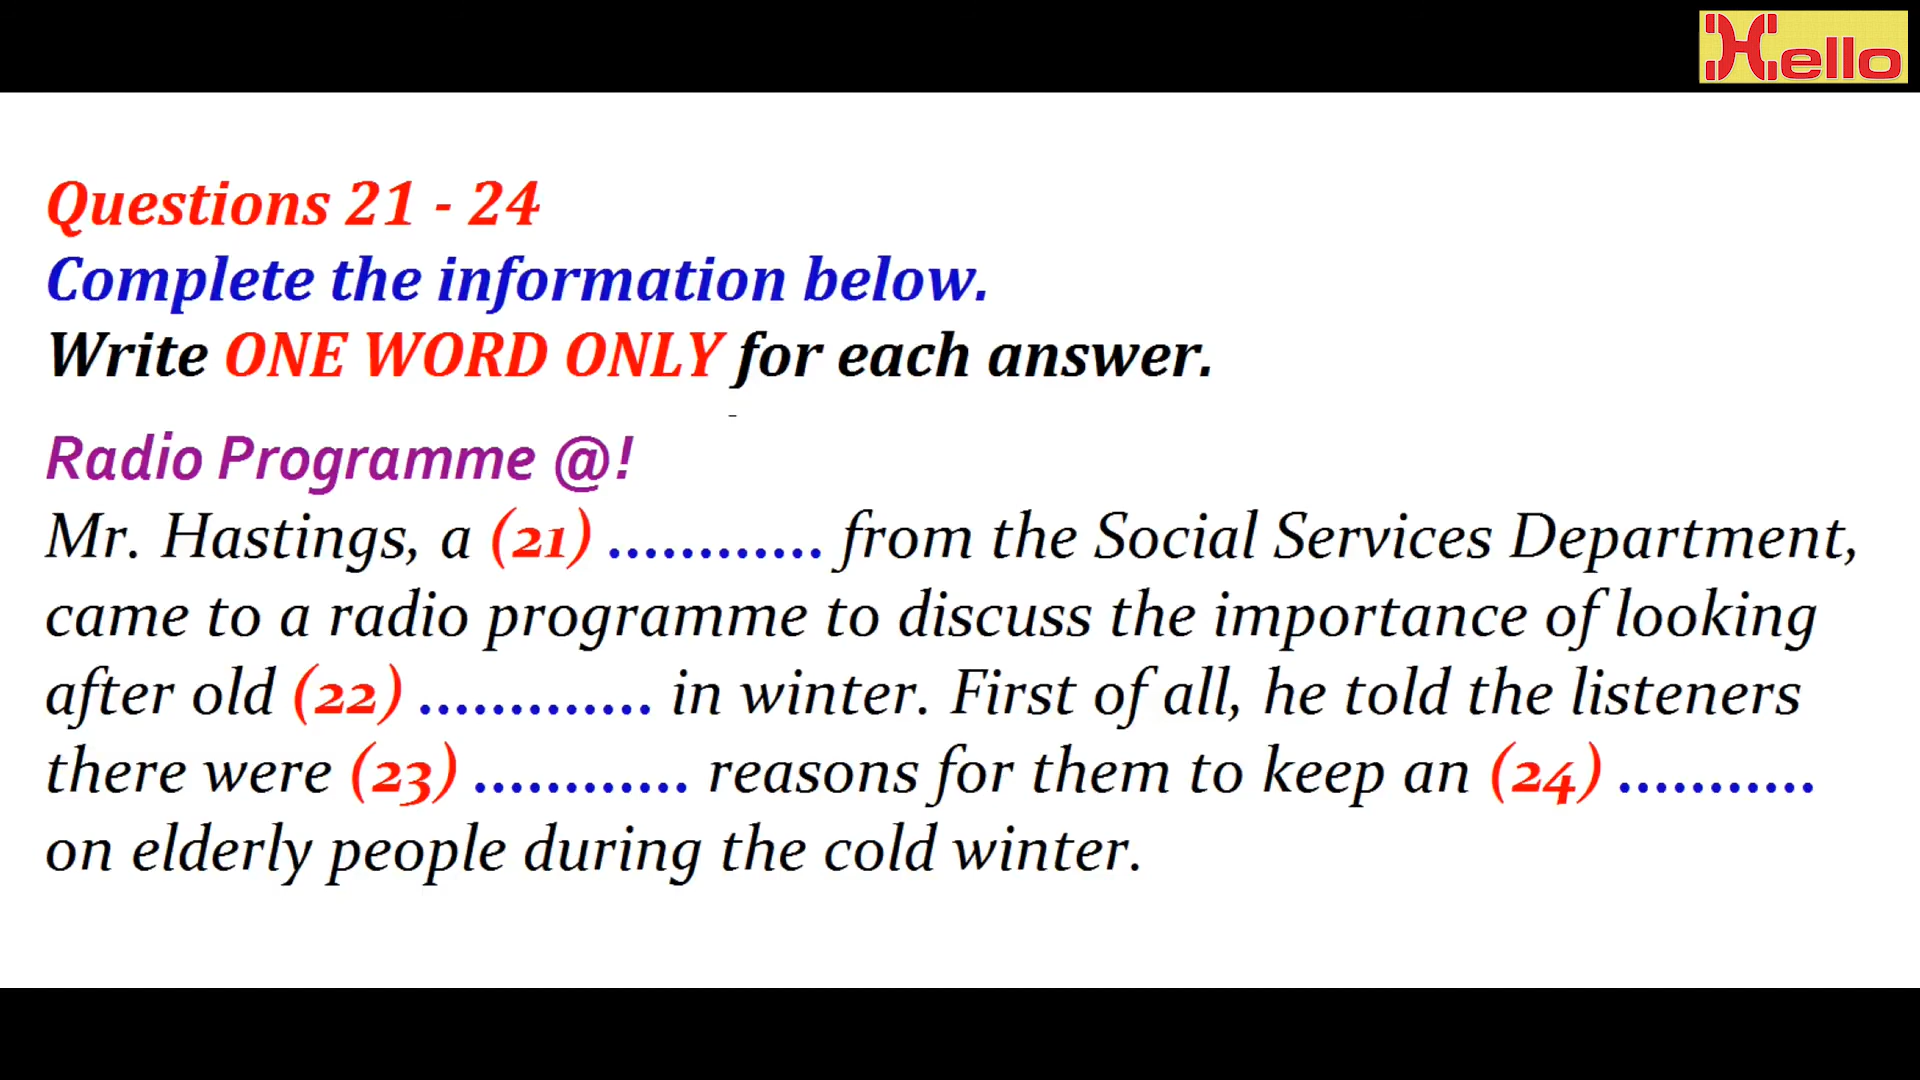 Hello
Questions 21 - 24
Complete the information below.
Write ONE WORD ONLY for each answer.
Radio Programme @!
Mr. Hastings, a (21) ............ from the Social Services Department,
came to a radio programme to discuss the importance of looking
after old (22) ............. in winter. First of all, he told the listeners
there were (23) ............ reasons for them to keep an (24) ...........
on elderly people during the cold winter.